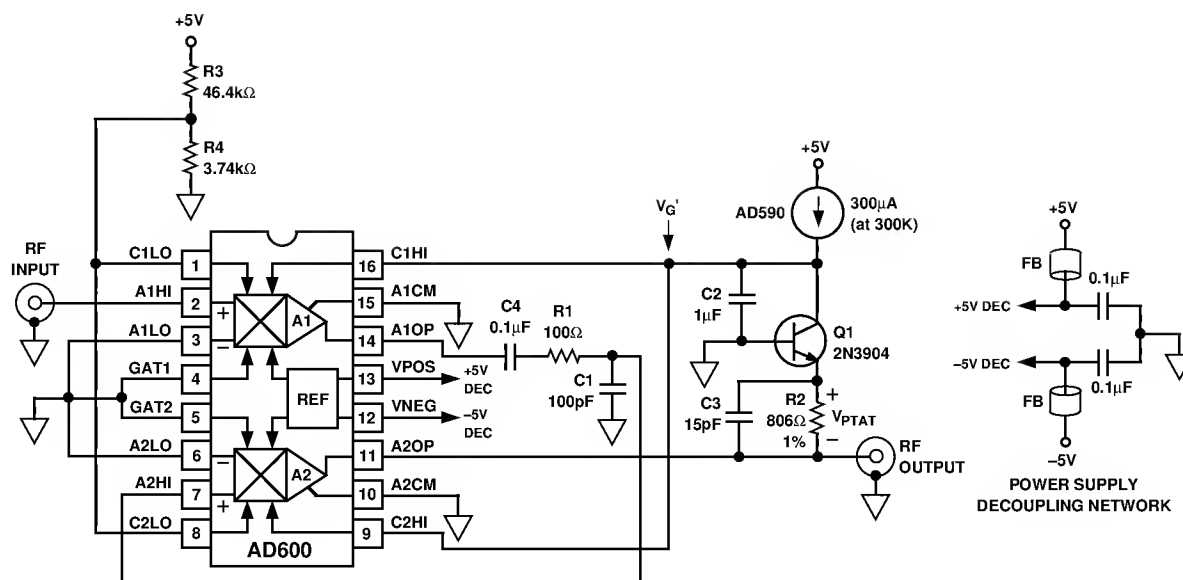 +5V
R3
46.4kΩ
R4
3.74kΩ
RF
INPUT
C1LO
A1HI
A1LO
GAT1
GAT2
A2LO
A2HI
C2LO
1
2
3
4
5
6
7
8
+
−
−
+
A1
REF
A2
AD600
16
15
14
13
12
11
10
9
C1HI
A1CM
A1OP
VPOS
VNEG
A2OP
A2CM
C2HI
+5V
DEC
−5V
DEC
C4
0.1µF
R1
100Ω
C1
100pF
VG'
+5V
AD590
300µA
(at 300K)
C2
1µF
Q1
2N3904
C3
15pF
R2
806Ω
1%
+
VPTAT
−
RF
OUTPUT
+5V
FB
0.1µF
+5V DEC
−5V DEC
0.1µF
FB
−5V
POWER SUPPLY
DECOUPLING NETWORK